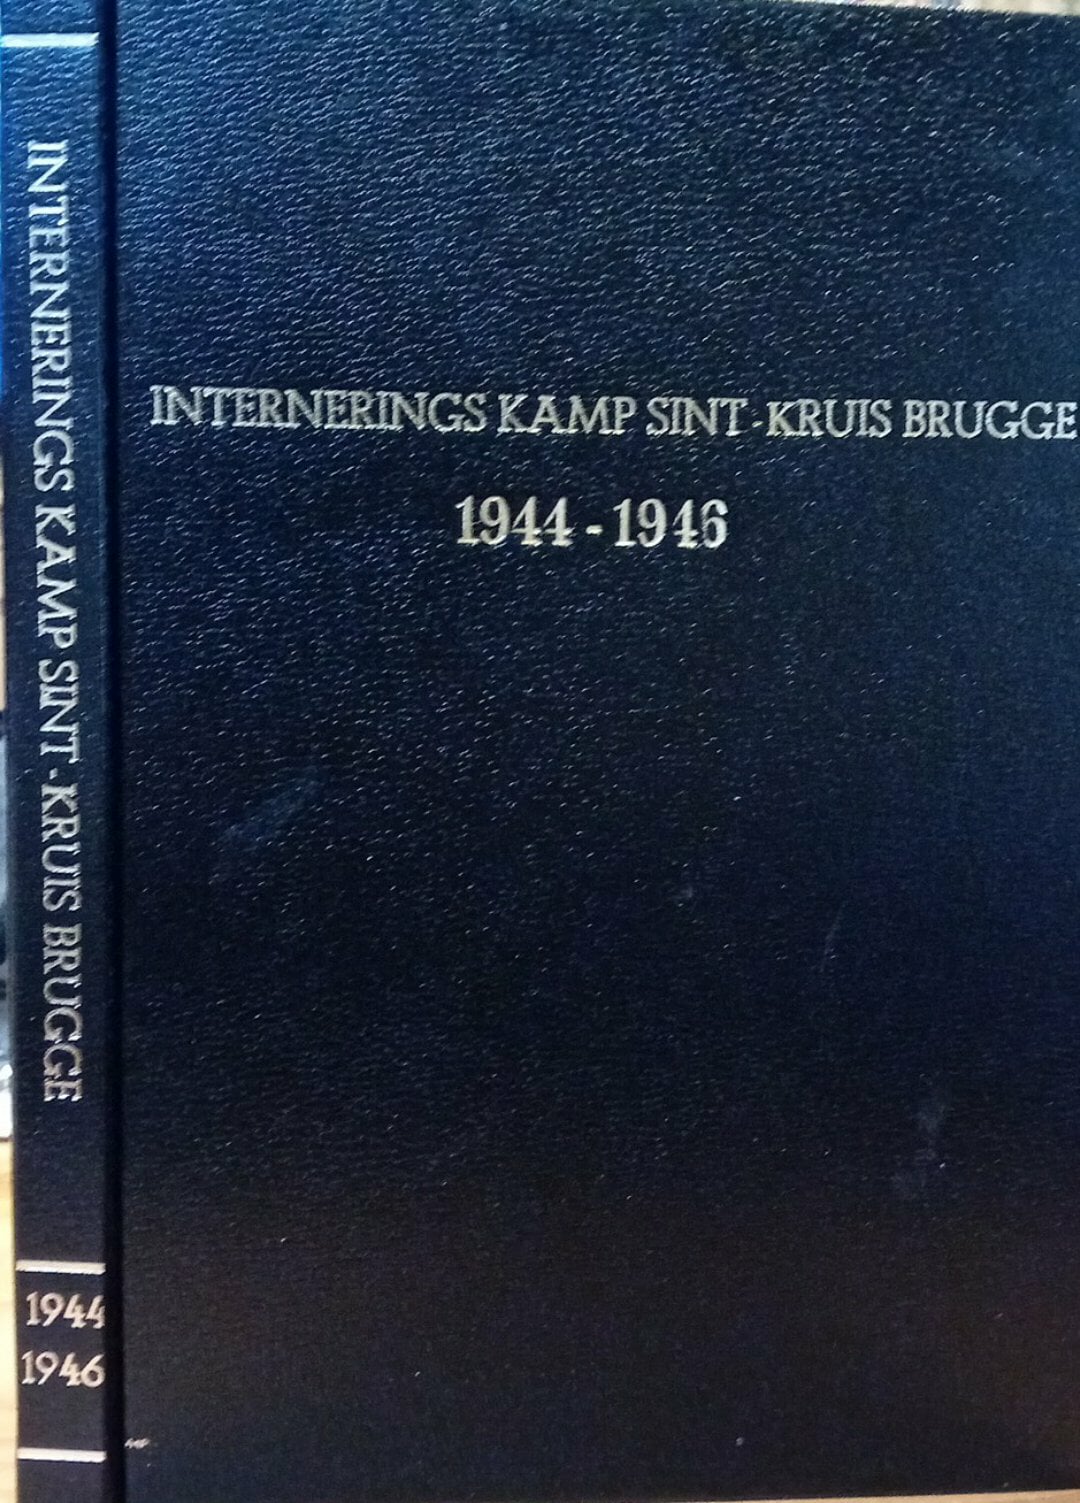 INTERNERINGS KAMP SINT-KRUIS BRUGGE
1944
1946
INTERNERINGS KAMP SINT-KRUIS BRUGGE
1944-1946